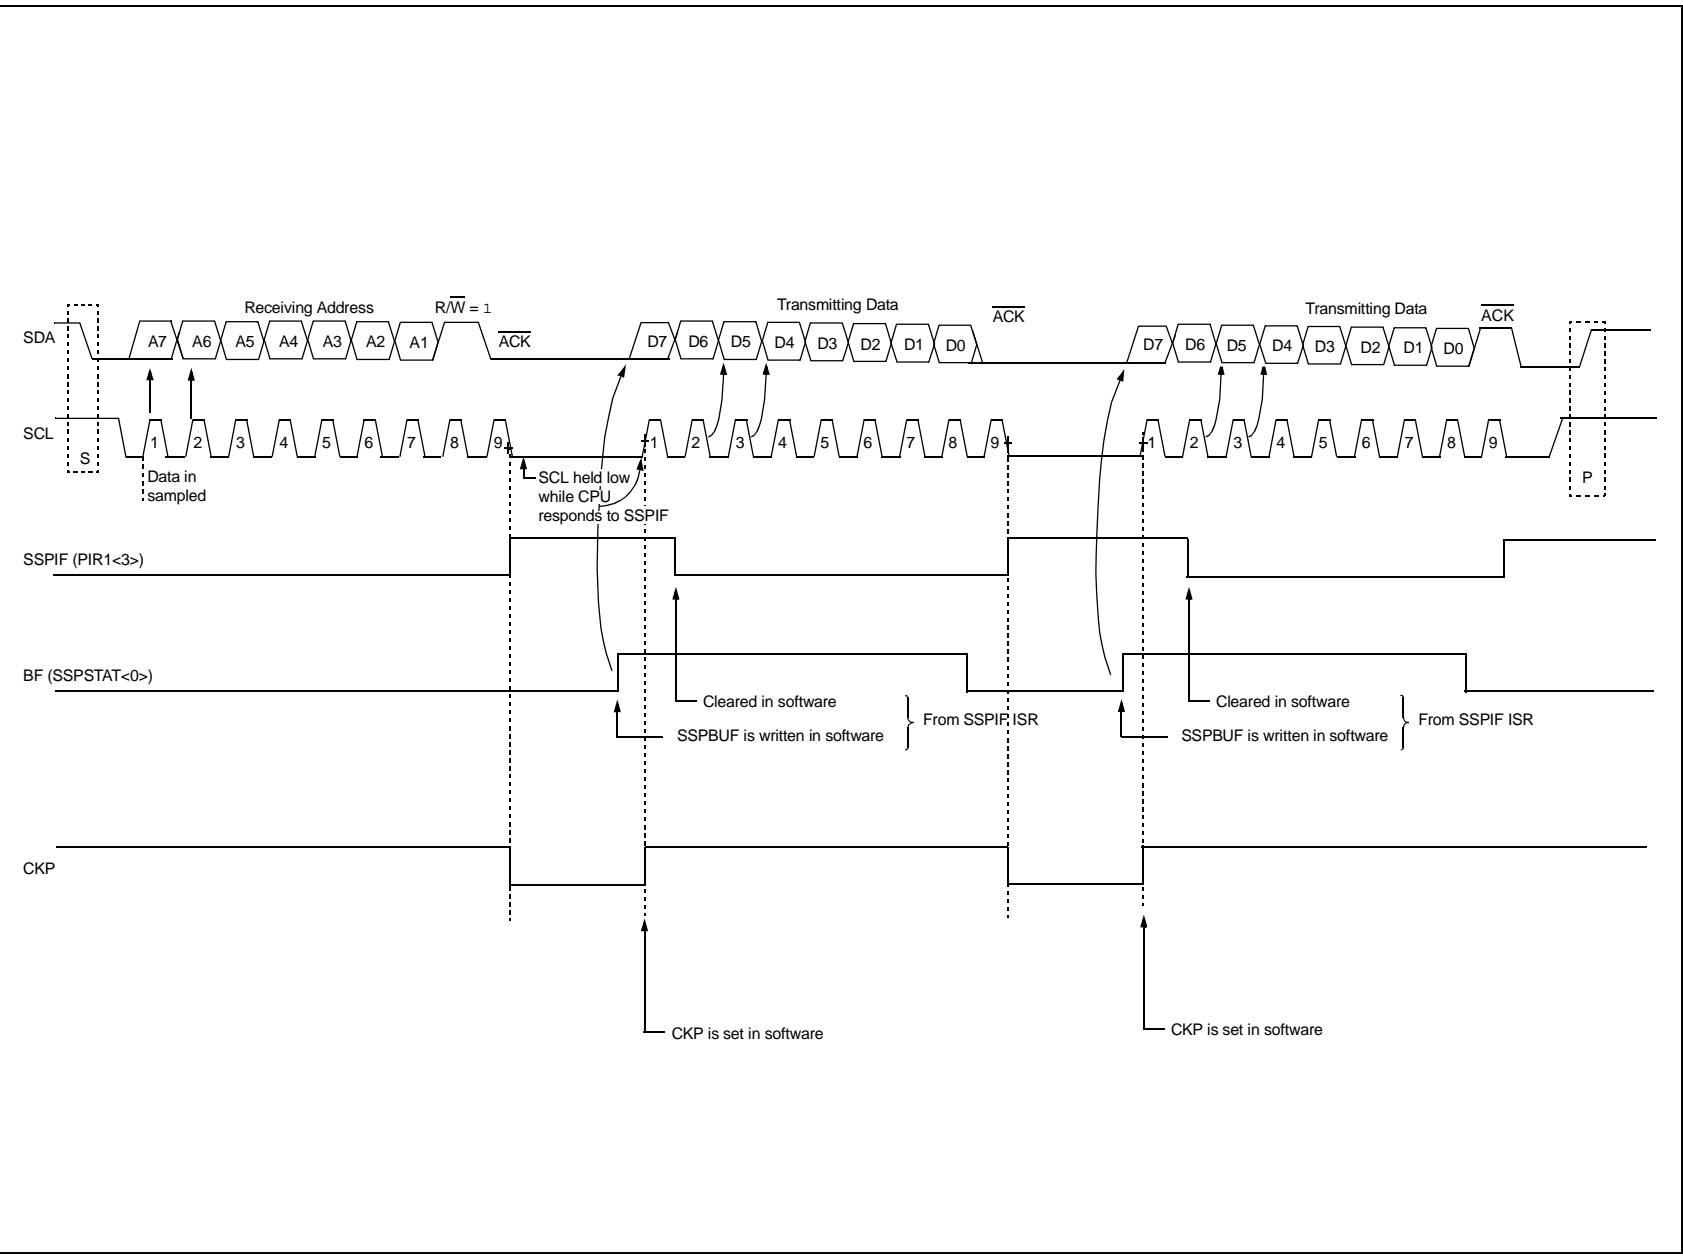 Receiving Address R/W = 1 Transmitting Data ACK Transmitting Data ACK
SDA A7 A6 A5 A4 A3 A2 A1 ACK D7 D6 D5 D4 D3 D2 D1 D0 D7 D6 D5 D4 D3 D2 D1 D0
SCL 1 2 3 4 5 6 7 8 9 1 2 3 4 5 6 7 8 9 1 2 3 4 5 6 7 8 9
S
P
Data in
sampled
SCL held low
while CPU
responds to SSPIF
SSPIF (PIR1<3>)
BF (SSPSTAT<0>)
Cleared in software
SSPBUF is written in software
From SSPIF ISR
Cleared in software
SSPBUF is written in software
From SSPIF ISR
CKP
CKP is set in software
CKP is set in software